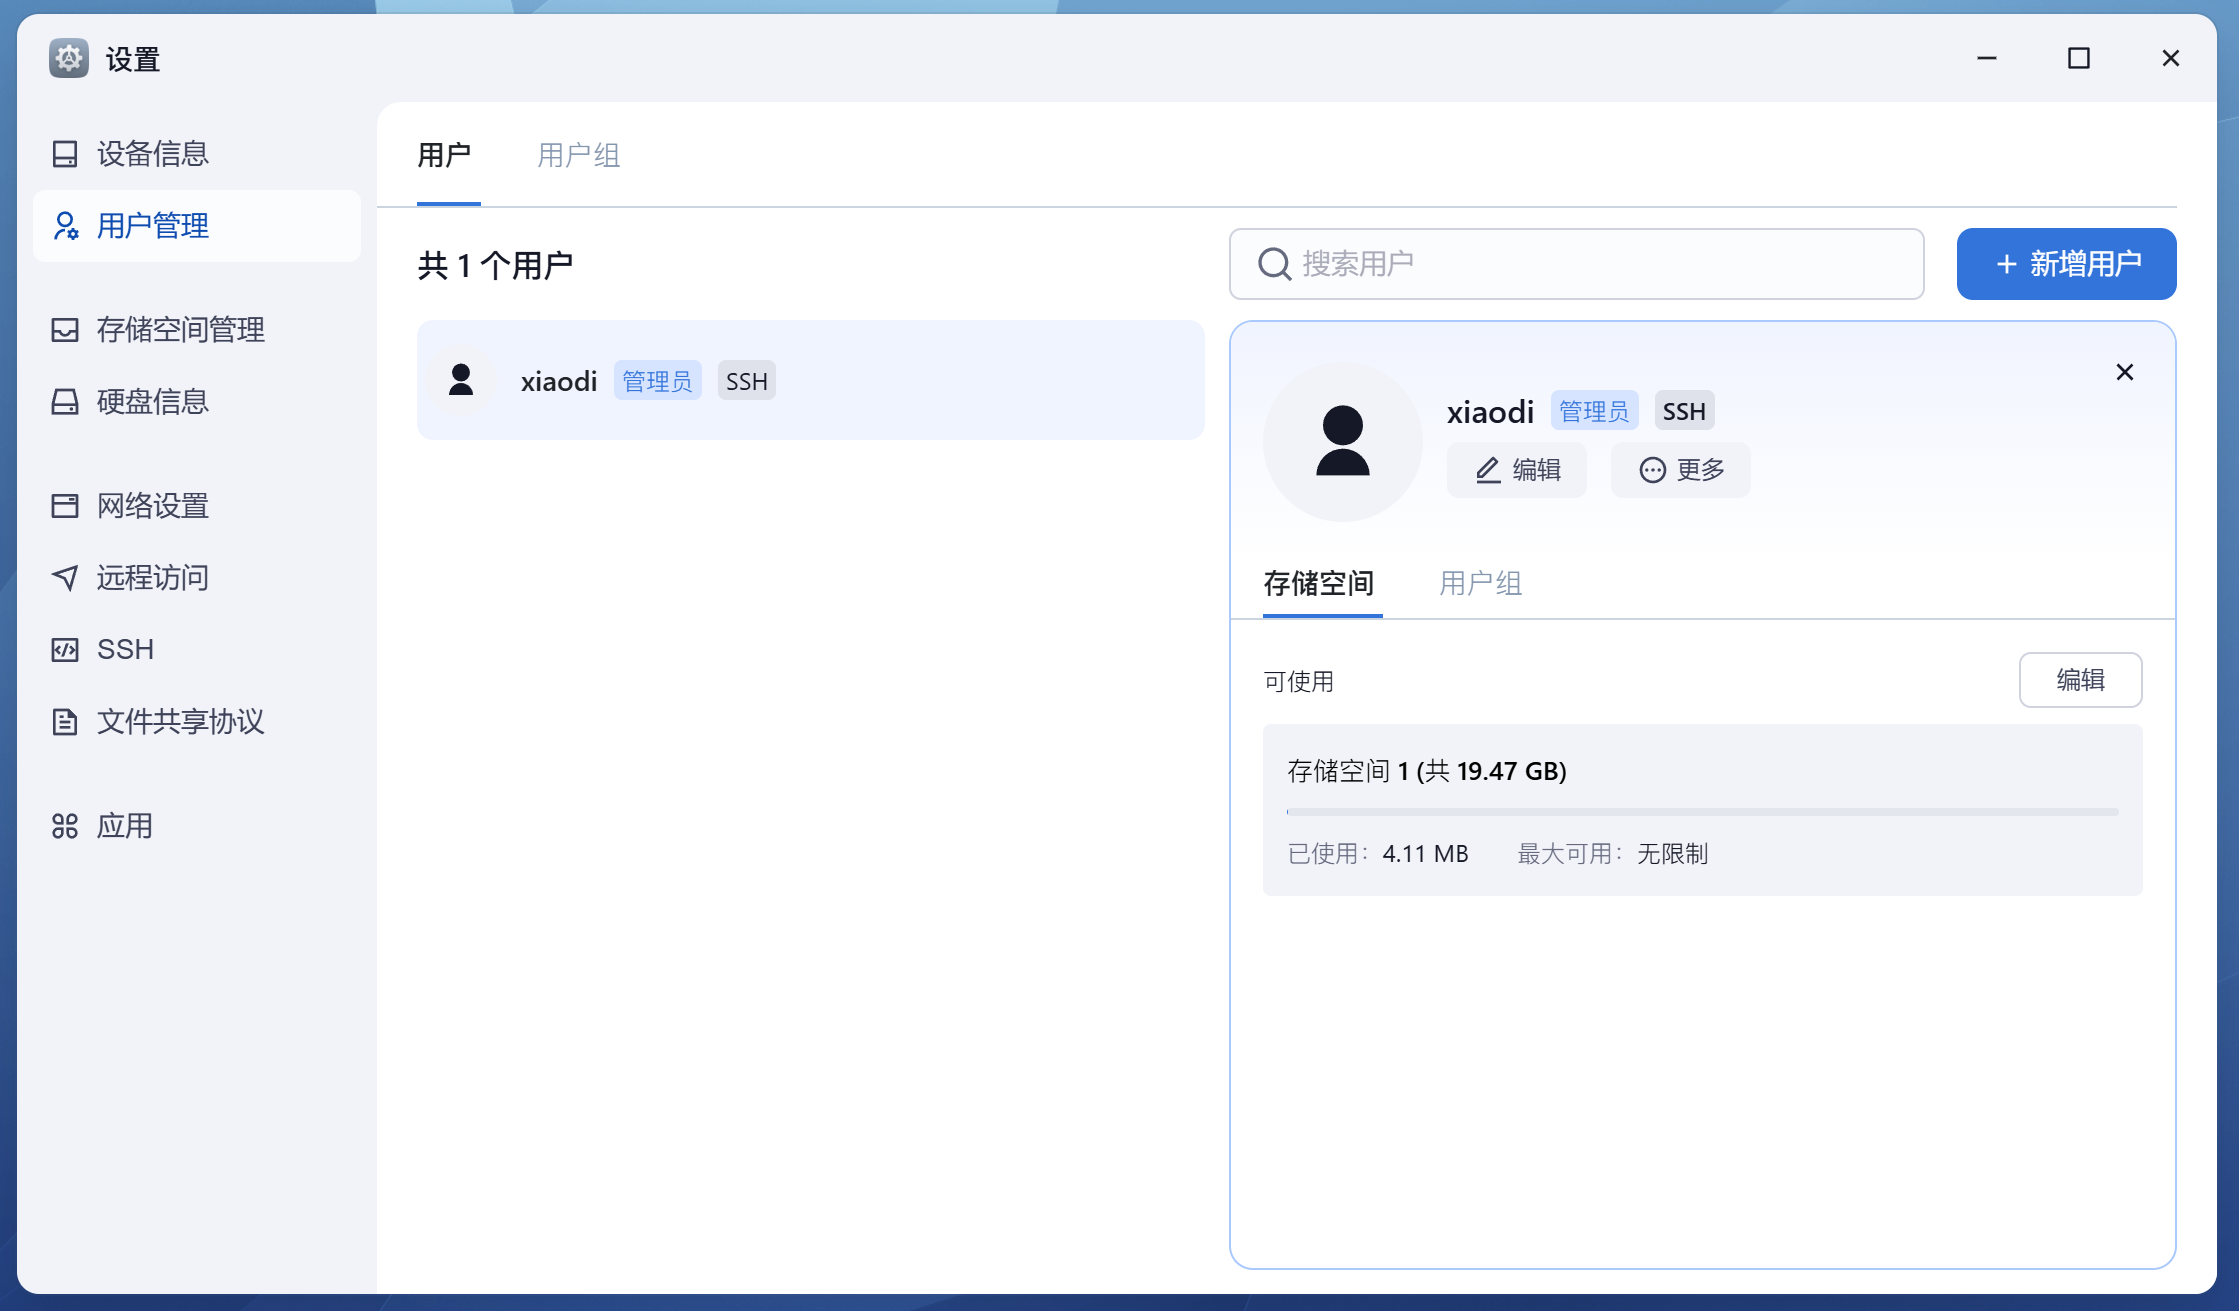 设置
设备信息
用户管理
存储空间管理
硬盘信息
网络设置
远程访问
SSH
文件共享协议
应用
用户 用户组
共 1 个用户
搜索用户
新增用户
xiaodi 管理员 SSH
xiaodi 管理员 SSH
编辑 更多
存储空间 用户组
可使用 编辑
存储空间 1 (共 19.47 GB)
已使用：4.11 MB 最大可用：无限制